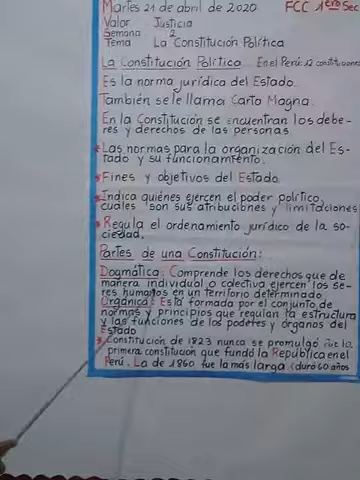 Martes 21 de abril de 2020 FCC 1ero Sec
Valor Justicia
Semana 2
Tema La Constitución Política
La Constitución Política. En el Perú: 12 constituciones
Es la norma jurídica del Estado.
También se le llama Carto Magna.
En la Constitución se encuentran los debe-
res y derechos de las personas.
Las normas para la organización del Es-
tado y su funcionamiento.
Fines y objetivos del Estado.
Indica quiénes ejercen el poder político,
cuales son sus atribuciones y limitaciones
Regula el ordenamiento jurídico de la so-
ciedad.
Partes de una Constitución:
Dogmática: Comprende los derechos que de
manera individual o colectiva ejercen los se-
res humanos en un territorio determinado
Orgánica: Esta formada por el conjunto de
normas y principios que regulan la estructura
y las funciones de los poderes y órganos del
Estado
Constitución de 1823 nunca se promulgó fue la
primera constitución que fundó la República en el
Perú. La de 1860 fue la más larga (duró 60 años